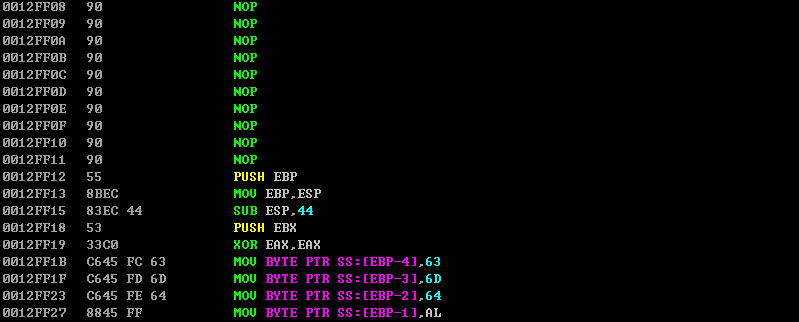 0012FF08 90 NOP
0012FF09 90 NOP
0012FF0A 90 NOP
0012FF0B 90 NOP
0012FF0C 90 NOP
0012FF0D 90 NOP
0012FF0E 90 NOP
0012FF0F 90 NOP
0012FF10 90 NOP
0012FF11 90 NOP
0012FF12 55 PUSH EBP
0012FF13 8BEC MOV EBP,ESP
0012FF15 83EC 44 SUB ESP,44
0012FF18 53 PUSH EBX
0012FF19 33C0 XOR EAX,EAX
0012FF1B C645 FC 63 MOV BYTE PTR SS:[EBP-4],63
0012FF1F C645 FD 6D MOV BYTE PTR SS:[EBP-3],6D
0012FF23 C645 FE 64 MOV BYTE PTR SS:[EBP-2],64
0012FF27 8845 FF MOV BYTE PTR SS:[EBP-1],AL